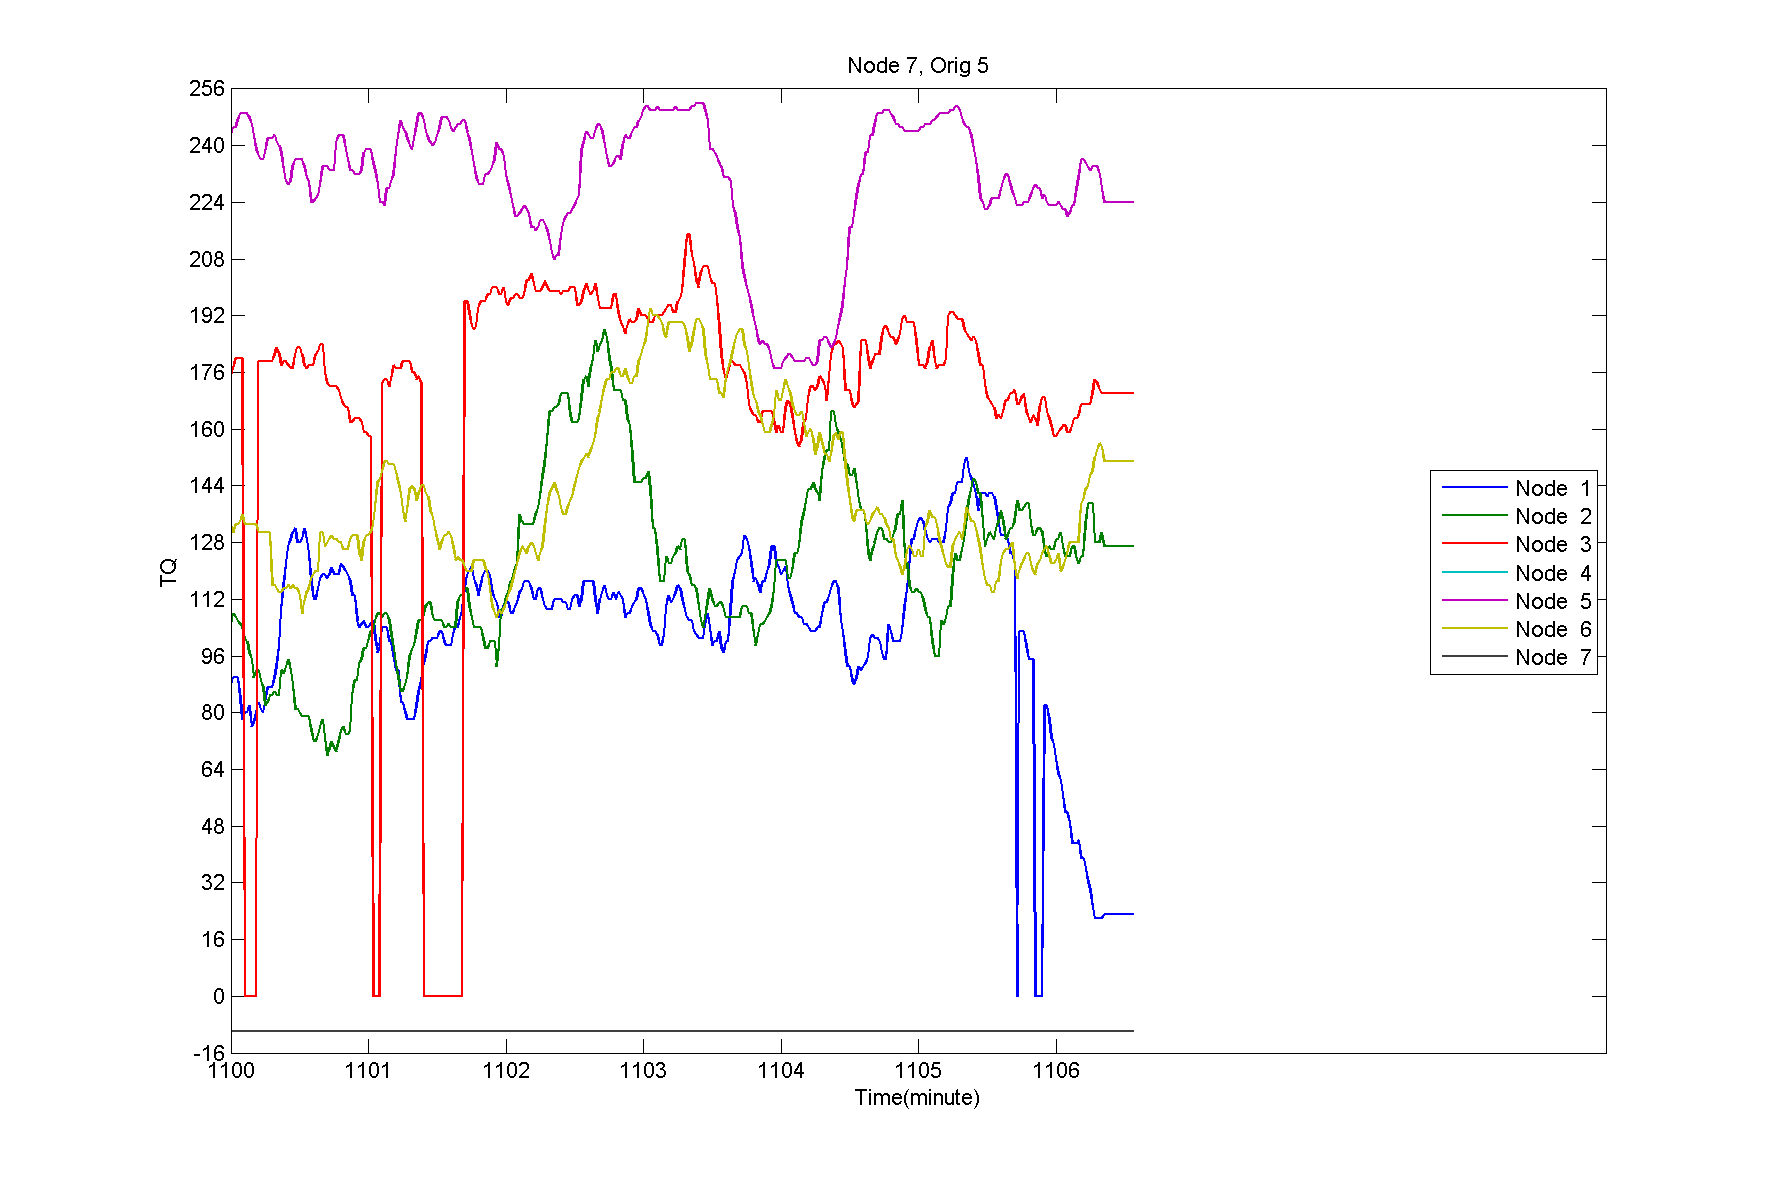 Node 7, Orig 5
256
240
224
208
192
176
160
144
128
112
96
80
64
48
32
16
0
-16
TQ
1100 1101 1102 1103 1104 1105 1106
Time(minute)
Node 1
Node 2
Node 3
Node 4
Node 5
Node 6
Node 7